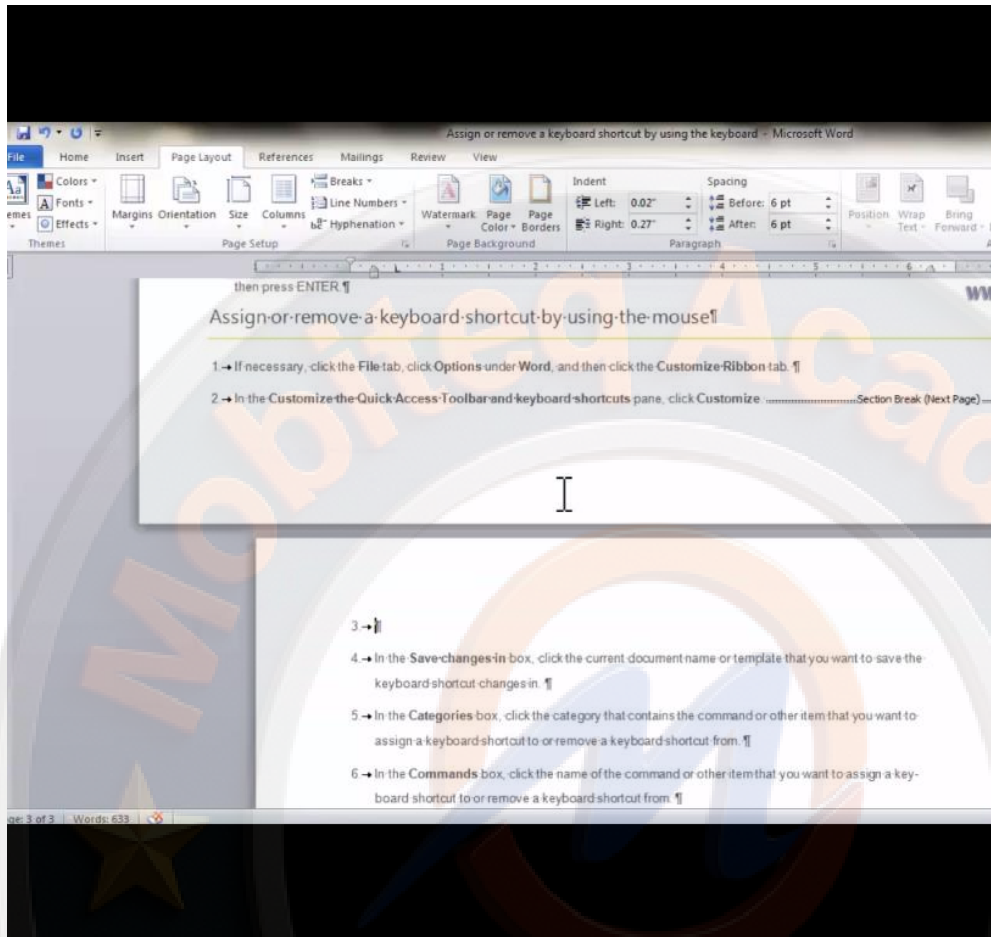 Assign or remove a keyboard shortcut by using the keyboard - Microsoft Word
File Home Insert Page Layout References Mailings Review View
Colors
Fonts
Effects
Themes
Margins Orientation Size Columns
Breaks
Line Numbers
Hyphenation
Page Setup
Watermark Page Color Page Borders
Page Background
Indent
Left: 0.02"
Right: 0.27"
Spacing
Before: 6 pt
After: 6 pt
Paragraph
Position Wrap Text Bring Forward
1 2 3 4 5 6
then press ENTER.¶
Assign or remove a keyboard shortcut by using the mouse¶
1.→ If necessary, click the File tab, click Options under Word, and then click the Customize Ribbon tab. ¶
2.→ In the Customize the Quick Access Toolbar and keyboard shortcuts pane, click Customize. Section Break (Next Page)
3.→ ¶
4.→ In the Save changes in box, click the current document name or template that you want to save the
keyboard shortcut changes in. ¶
5.→ In the Categories box, click the category that contains the command or other item that you want to
assign a keyboard shortcut to or remove a keyboard shortcut from. ¶
6.→ In the Commands box, click the name of the command or other item that you want to assign a key-
board shortcut to or remove a keyboard shortcut from. ¶
3 of 3 Words: 633
Mobiteq